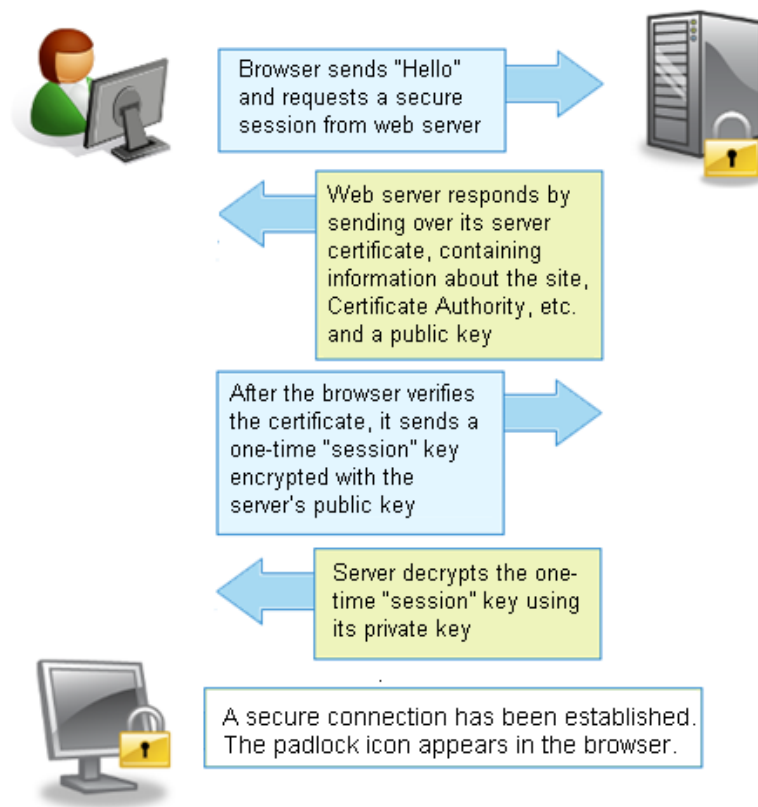 Browser sends "Hello"
and requests a secure
session from web server
Web server responds by
sending over its server
certificate, containing
information about the site,
Certificate Authority, etc.
and a public key
After the browser verifies
the certificate, it sends a
one-time "session" key
encrypted with the
server's public key
Server decrypts the one-
time "session" key using
its private key
A secure connection has been established.
The padlock icon appears in the browser.